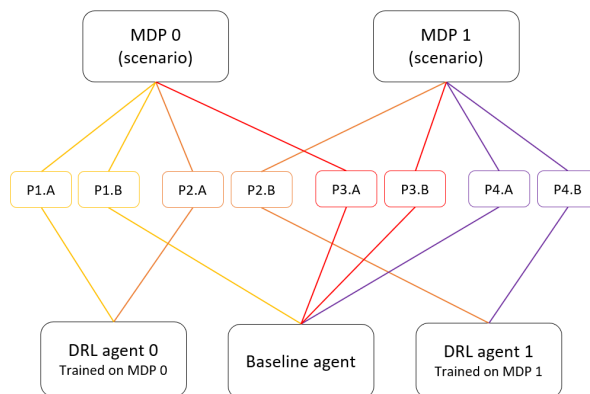 MDP 0
(scenario)
MDP 1
(scenario)
P1.A
P1.B
P2.A
P2.B
P3.A
P3.B
P4.A
P4.B
DRL agent 0
Trained on MDP 0
Baseline agent
DRL agent 1
Trained on MDP 1